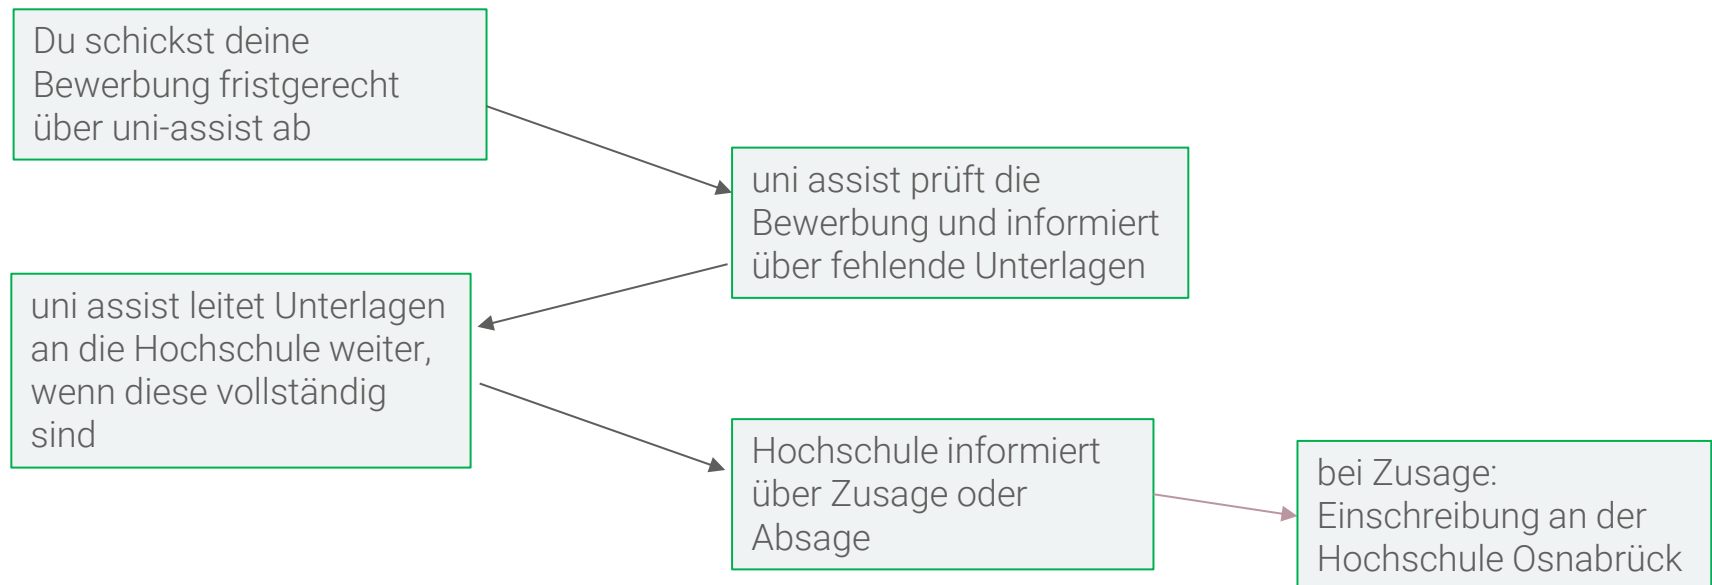 Du schickst deine
Bewerbung fristgerecht
über uni-assist ab
uni assist prüft die
Bewerbung und informiert
über fehlende Unterlagen
uni assist leitet Unterlagen
an die Hochschule weiter,
wenn diese vollständig
sind
Hochschule informiert
über Zusage oder
Absage
bei Zusage:
Einschreibung an der
Hochschule Osnabrück